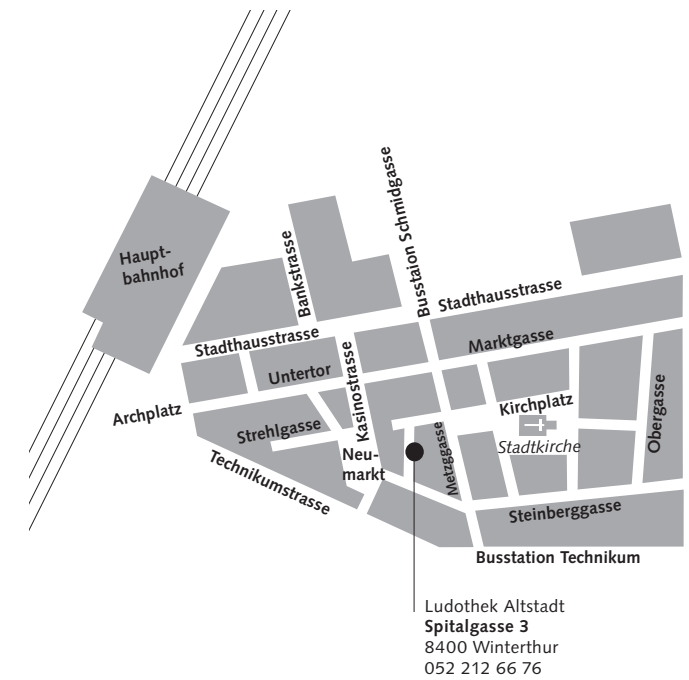 Haupt-
bahnhof
Bankstrasse
Busstaion Schmidgasse
Stadthausstrasse
Stadthausstrasse
Marktgasse
Untertor
Kasinostrasse
Archplatz
Kirchplatz
Obergasse
Strehlgasse
Stadtkirche
Neu-
markt
Metzggasse
Technikumstrasse
Steinberggasse
Busstation Technikum
Ludothek Altstadt
Spitalgasse 3
8400 Winterthur
052 212 66 76